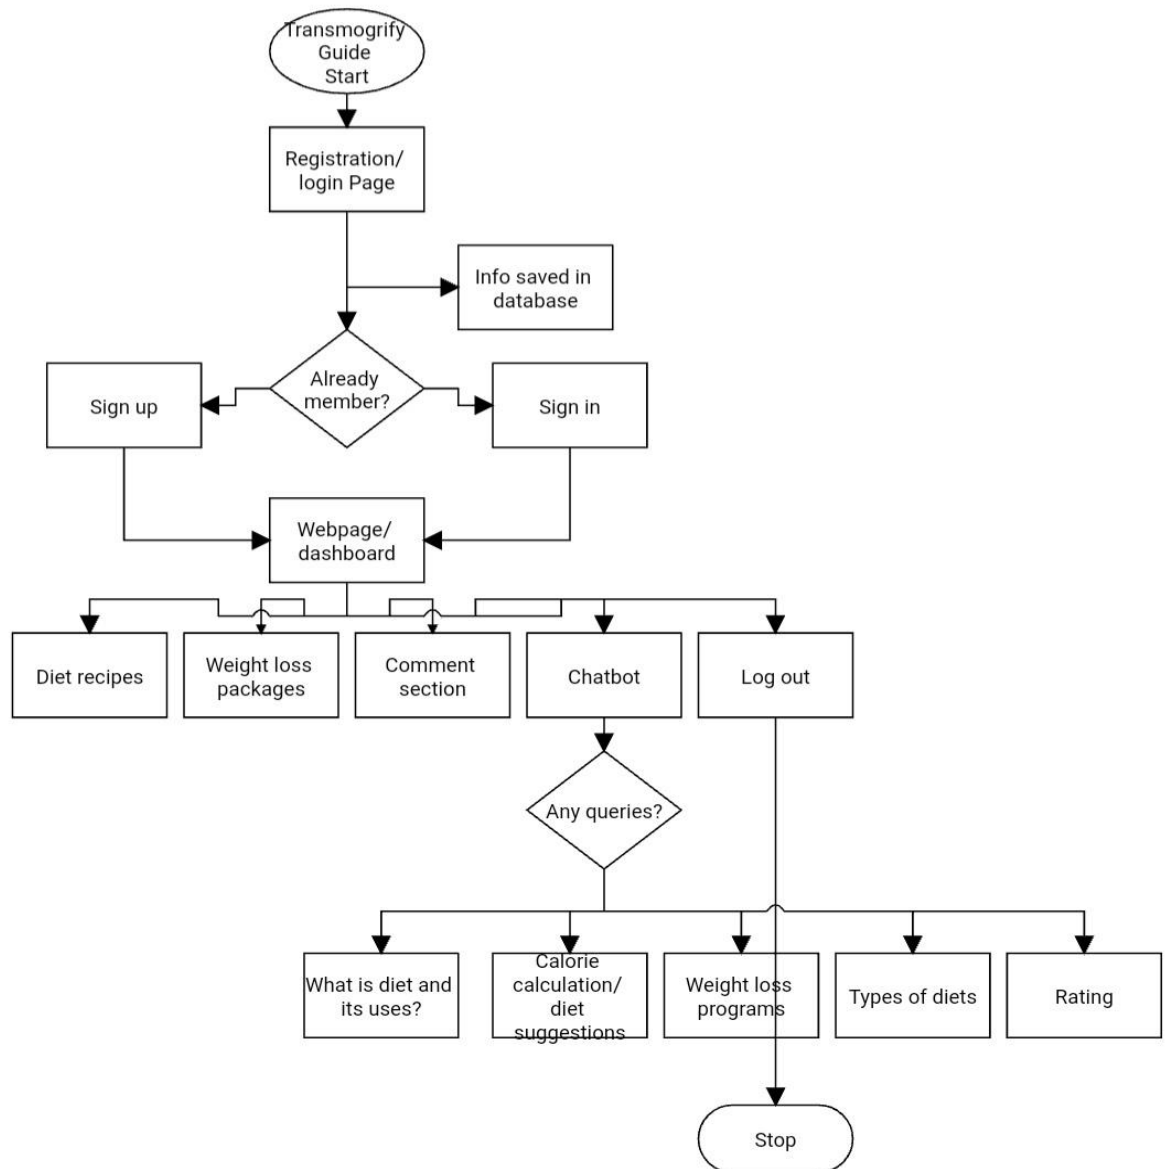 Transmogrify
Guide
Start
Registration/
login Page
Info saved in
database
Already
member?
Sign up
Sign in
Webpage/
dashboard
Diet recipes
Weight loss
packages
Comment
section
Chatbot
Log out
Any queries?
What is diet and
its uses?
Calorie
calculation/
diet
suggestions
Weight loss
programs
Types of diets
Rating
Stop